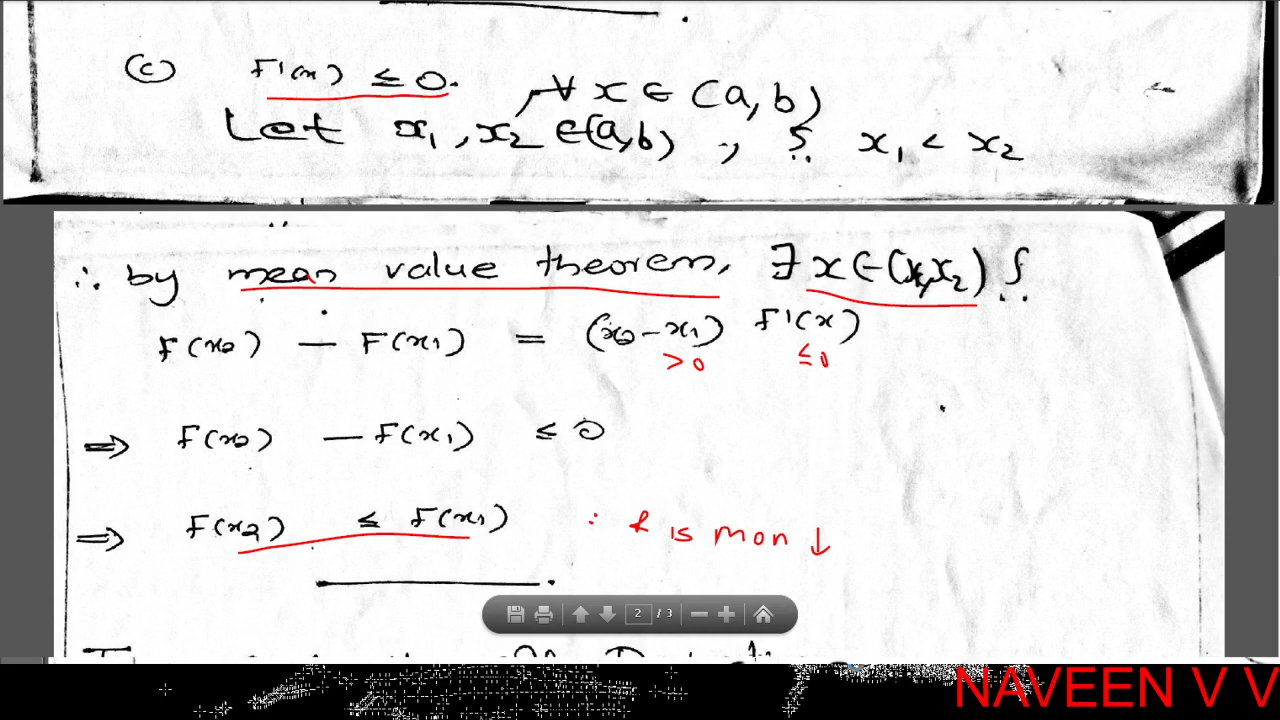 (c) f'(x) ≤ 0. ∀ x ∈ (a, b)
Let x₁, x₂ ∈ (a, b) , ∋ x₁ < x₂
∴ by mean value theorem, ∃ x ∈ (x₁, x₂) ∋
f(x₂) — f(x₁) = (x₂ - x₁) f'(x)
> 0 ≤ 0
⇒ f(x₂) — f(x₁) ≤ 0
⇒ f(x₂) ≤ f(x₁) ∴ f is mon ↓
2 / 3
NAVEEN V V